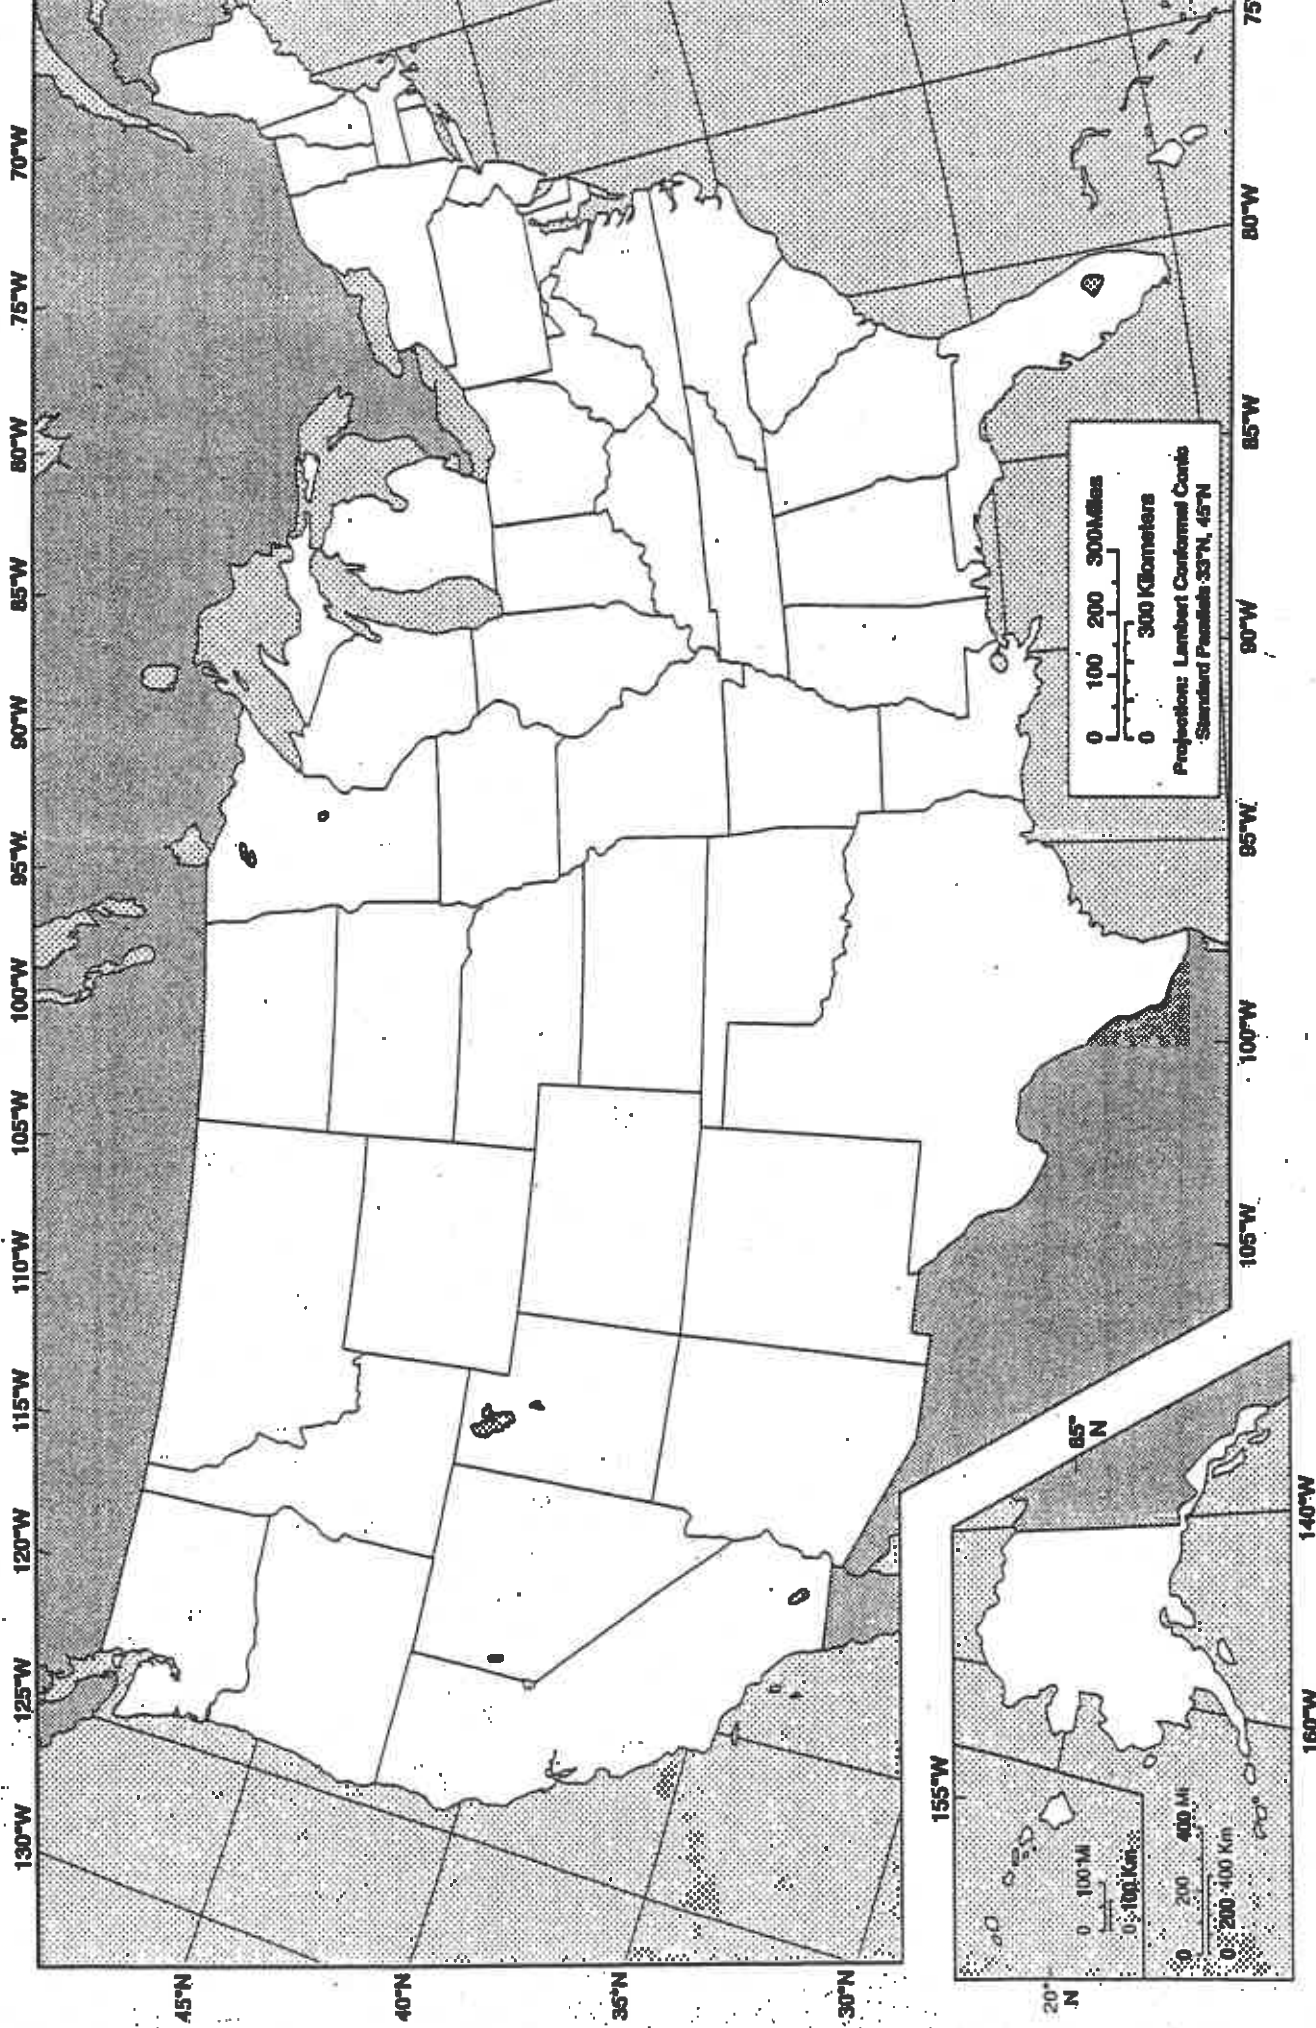 130°W 125°W 120°W 115°W 110°W 105°W 100°W 95°W 90°W 85°W 80°W 75°W 70°W
45°N
40°N
35°N
30°N
0 100 200 300 Miles
0 300 Kilometers
Projection: Lambert Conformal Conic
Standard Parallels 33°N, 45°N
105°W 100°W 95°W 90°W 85°W 80°W 75°
155°W
65°
N
0 100 Mi
0 100 Km
20°
N
0 200 400 Mi
0 200 400 Km
160°W 140°W